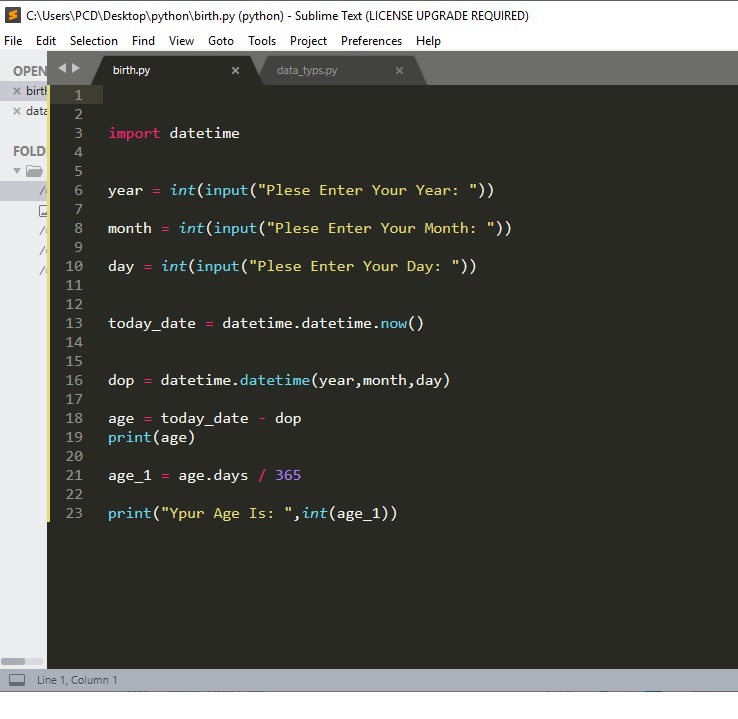 C:\Users\PCD\Desktop\python\birth.py (python) - Sublime Text (LICENSE UPGRADE REQUIRED)
File Edit Selection Find View Goto Tools Project Preferences Help
OPEN
birth.py
data_typs.py
birth
data
FOLD
1
2
3 import datetime
4
5
6 year = int(input("Plese Enter Your Year: "))
7
8 month = int(input("Plese Enter Your Month: "))
9
10 day = int(input("Plese Enter Your Day: "))
11
12
13 today_date = datetime.datetime.now()
14
15
16 dop = datetime.datetime(year,month,day)
17
18 age = today_date - dop
19 print(age)
20
21 age_1 = age.days / 365
22
23 print("Ypur Age Is: ",int(age_1))
Line 1, Column 1